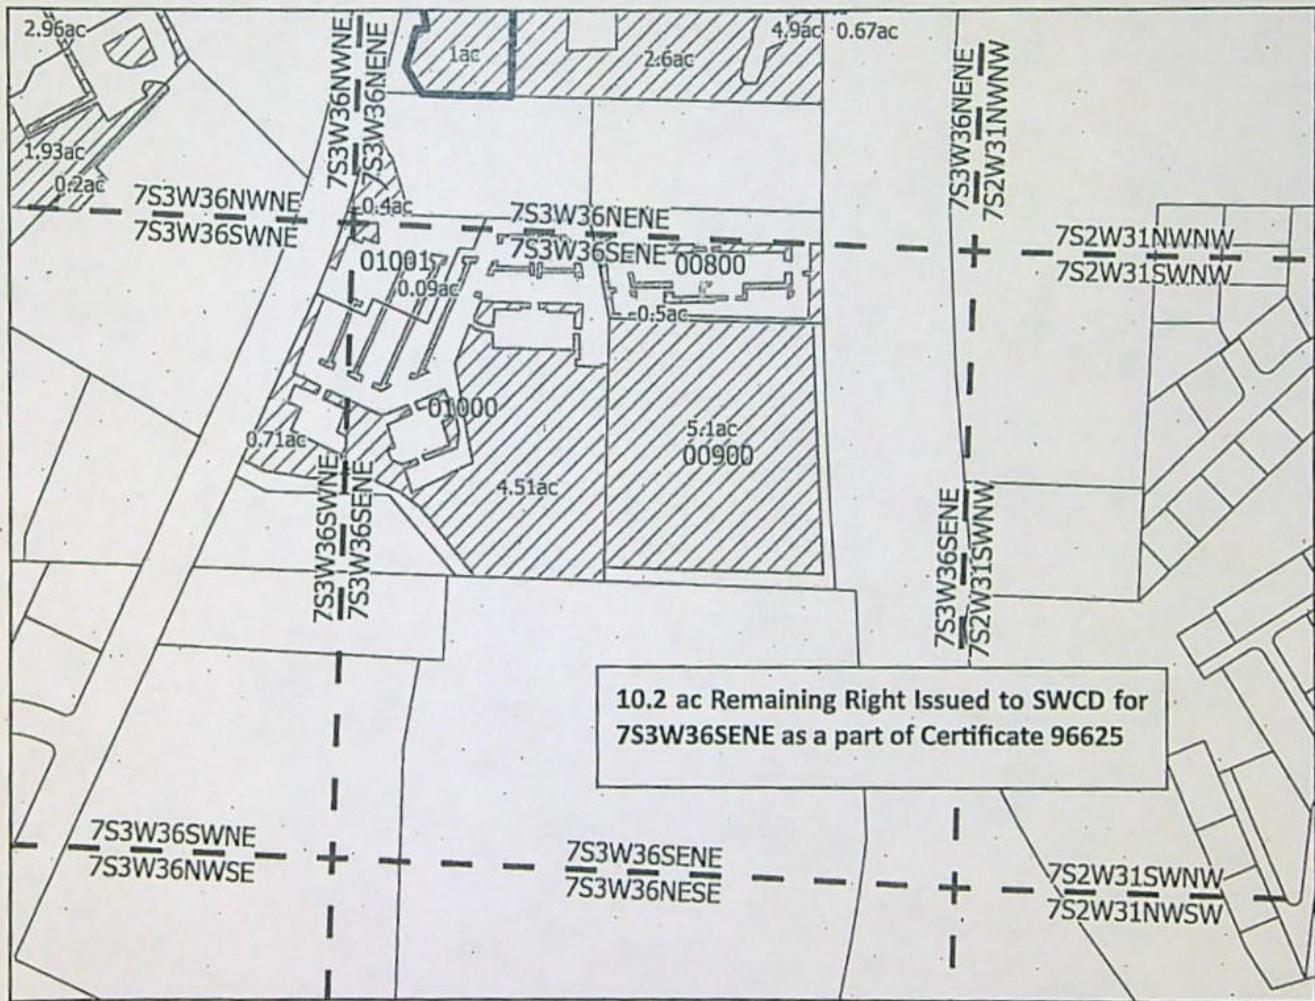 2.96ac
1ac
2.6ac
4.9ac
0.67ac
7S3W36NWNE
7S3W36NENE
7S3W36NENE
7S2W31NWNW
1.93ac
0.2ac
7S3W36NWNE
7S3W36SWNE
0.4ac
7S3W36NENE
7S3W36SENE
7S2W31NWNW
7S2W31SWNW
01001
00800
0.09ac
0.5ac
01000
0.71ac
5.1ac
00900
4.51ac
7S3W36SWNE
7S3W36SENE
7S3W36SENE
7S2W31SWNW
10.2 ac Remaining Right Issued to SWCD for
7S3W36SENE as a part of Certificate 96625
7S3W36SWNE
7S3W36NWSE
7S3W36SENE
7S3W36NESE
7S2W31SWNW
7S2W31NWSW